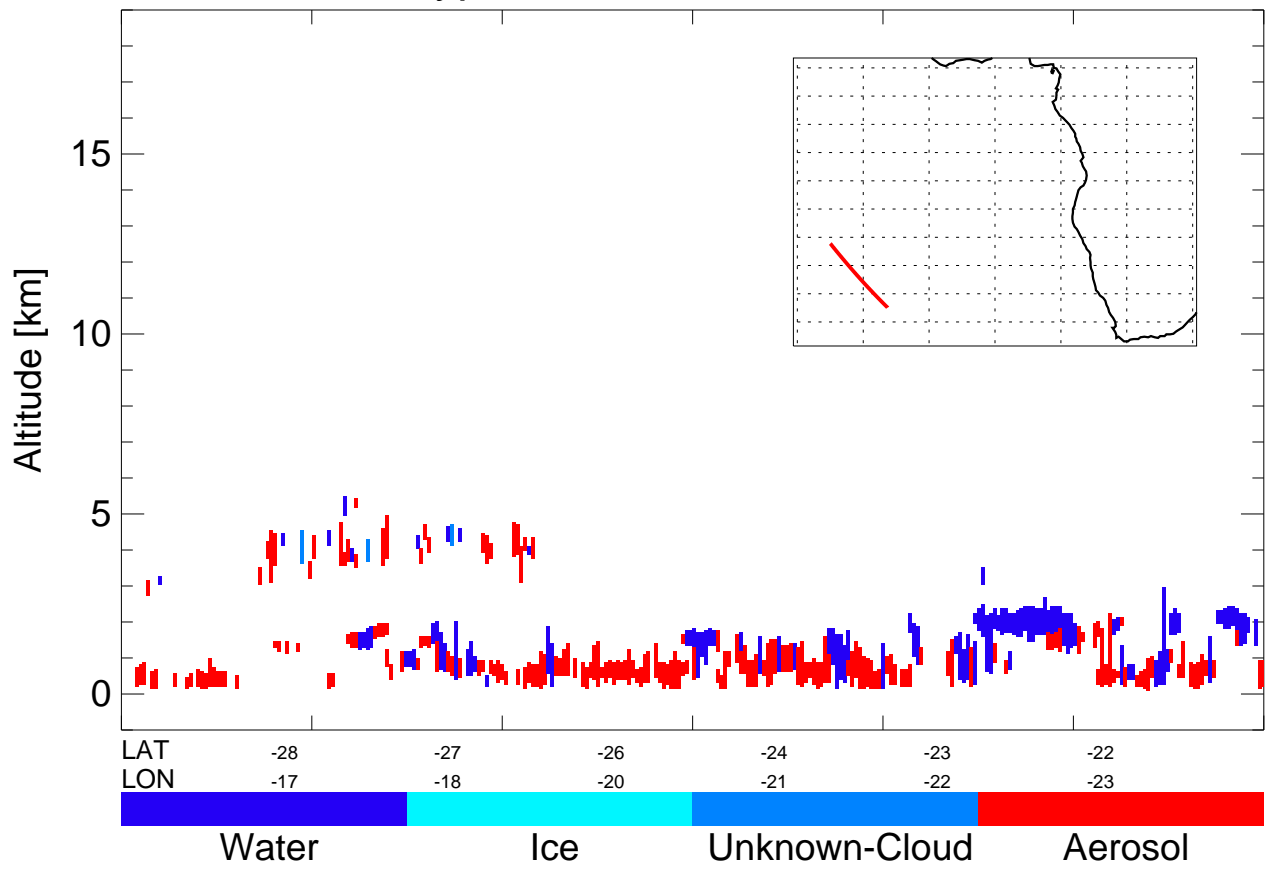 15
10
5
0
Altitude [km]
LAT -28 -27 -26 -24 -23 -22
LON -17 -18 -20 -21 -22 -23
Water Ice Unknown-Cloud Aerosol